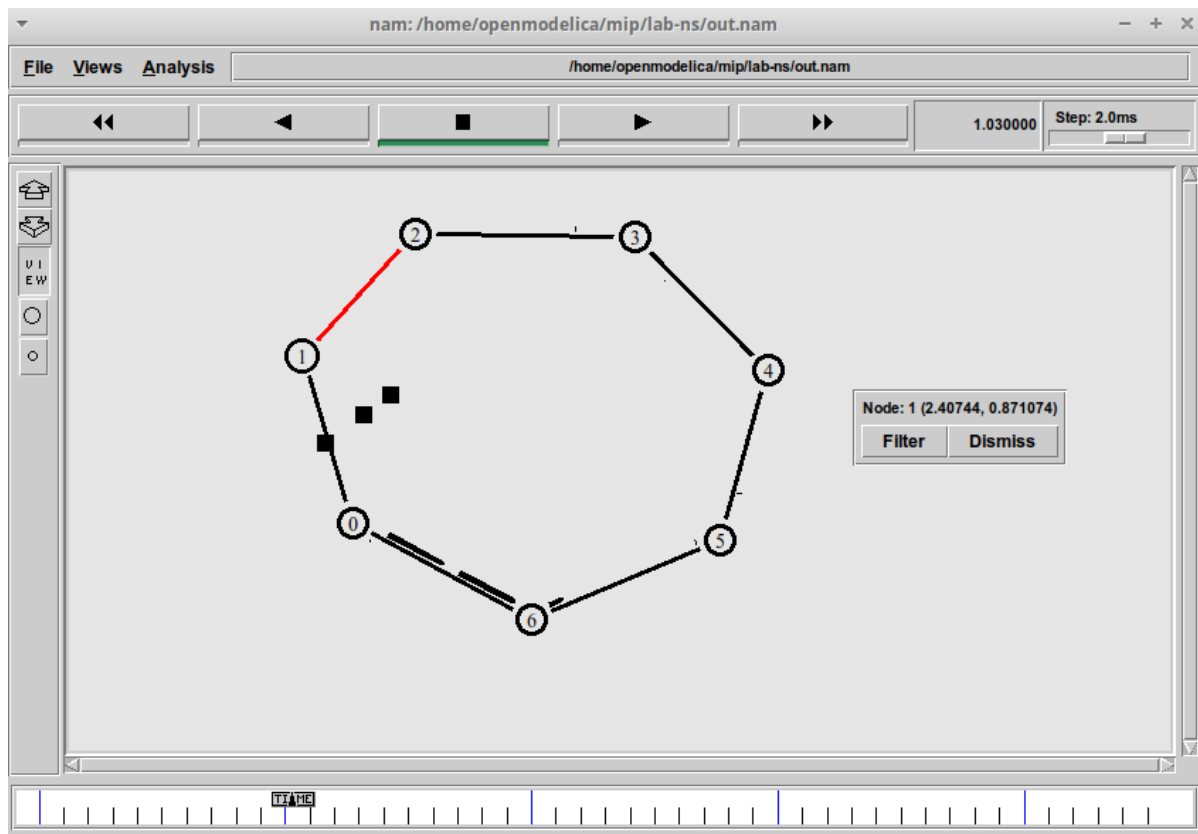 nam: /home/openmodelica/mip/lab-ns/out.nam
File Views Analysis /home/openmodelica/mip/lab-ns/out.nam
1.030000 Step: 2.0ms
VI
EW
2 3
1 4
Node: 1 (2.40744, 0.871074)
Filter Dismiss
0 5
6
TIME